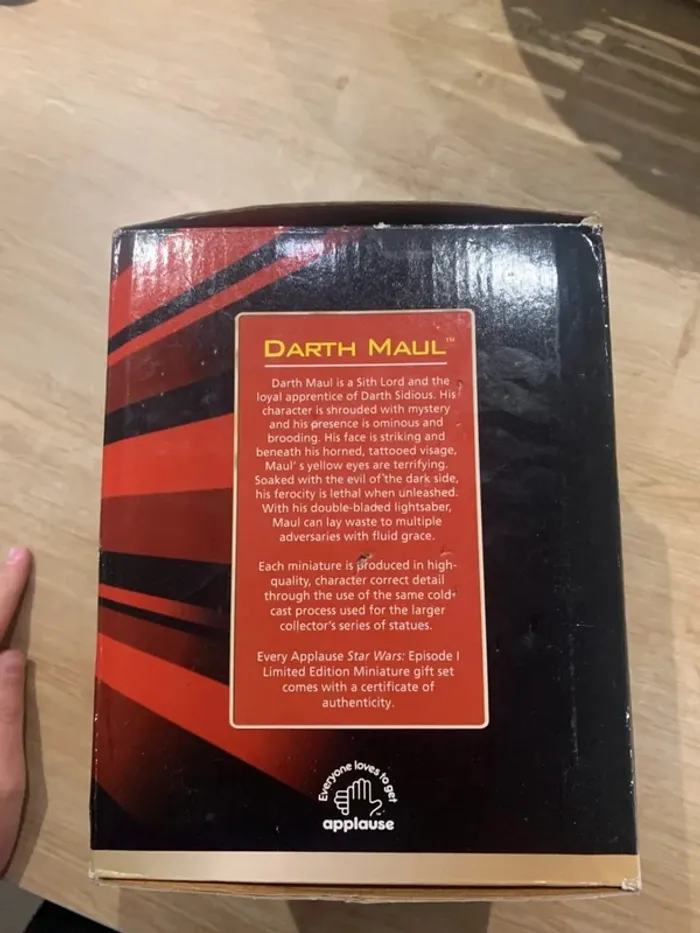 DARTH MAUL™
Darth Maul is a Sith Lord and the
loyal apprentice of Darth Sidious. His
character is shrouded with mystery
and his presence is ominous and
brooding. His face is striking and
beneath his horned, tattooed visage,
Maul's yellow eyes are terrifying.
Soaked with the evil of the dark side,
his ferocity is lethal when unleashed.
With his double-bladed lightsaber,
Maul can lay waste to multiple
adversaries with fluid grace.
Each miniature is produced in high-
quality, character correct detail
through the use of the same cold-
cast process used for the larger
collector's series of statues.
Every Applause Star Wars: Episode I
Limited Edition Miniature gift set
comes with a certificate of
authenticity.
Everyone loves to get
applause